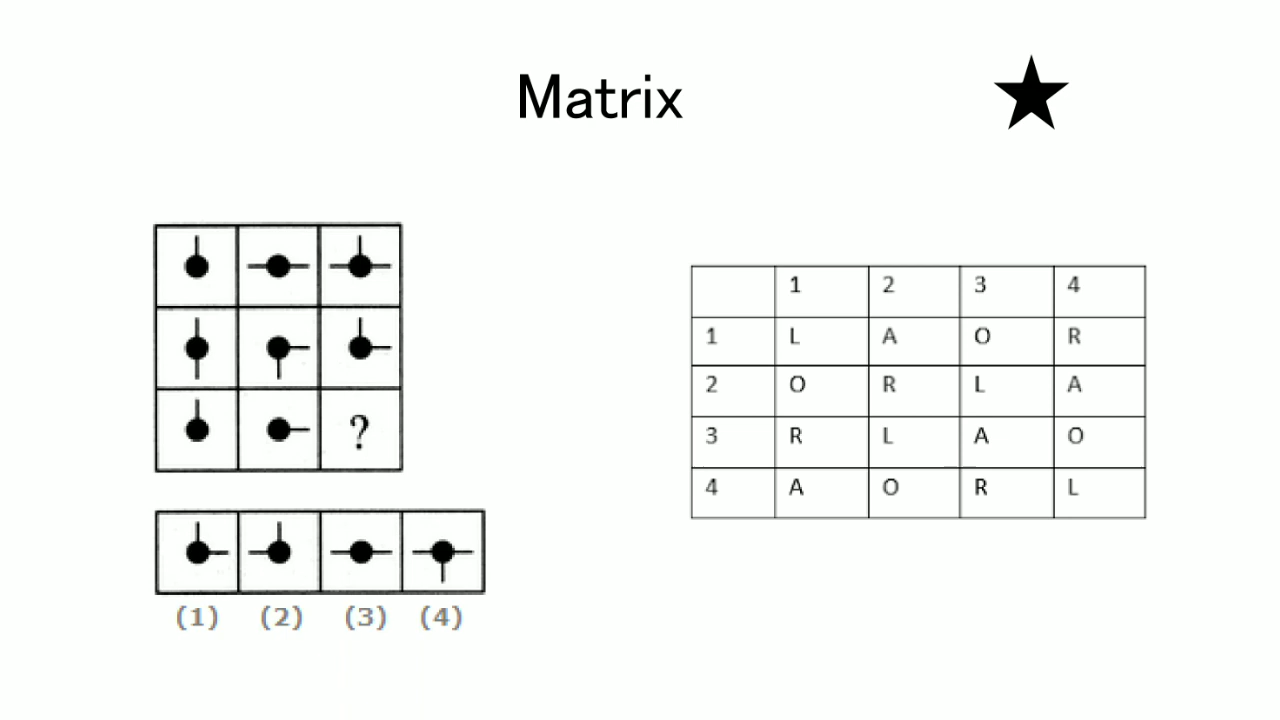 Matrix
?
(1) (2) (3) (4)
1 2 3 4
1 L A O R
2 O R L A
3 R L A O
4 A O R L